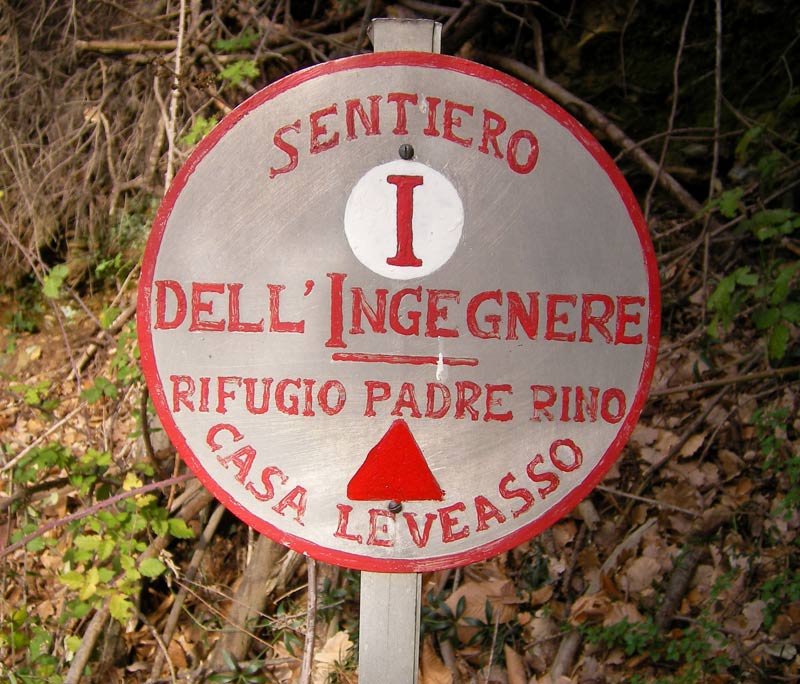 SENTIERO
I
DELL'INGEGNERE
RIFUGIO PADRE RINO
CASA LEVEASSO